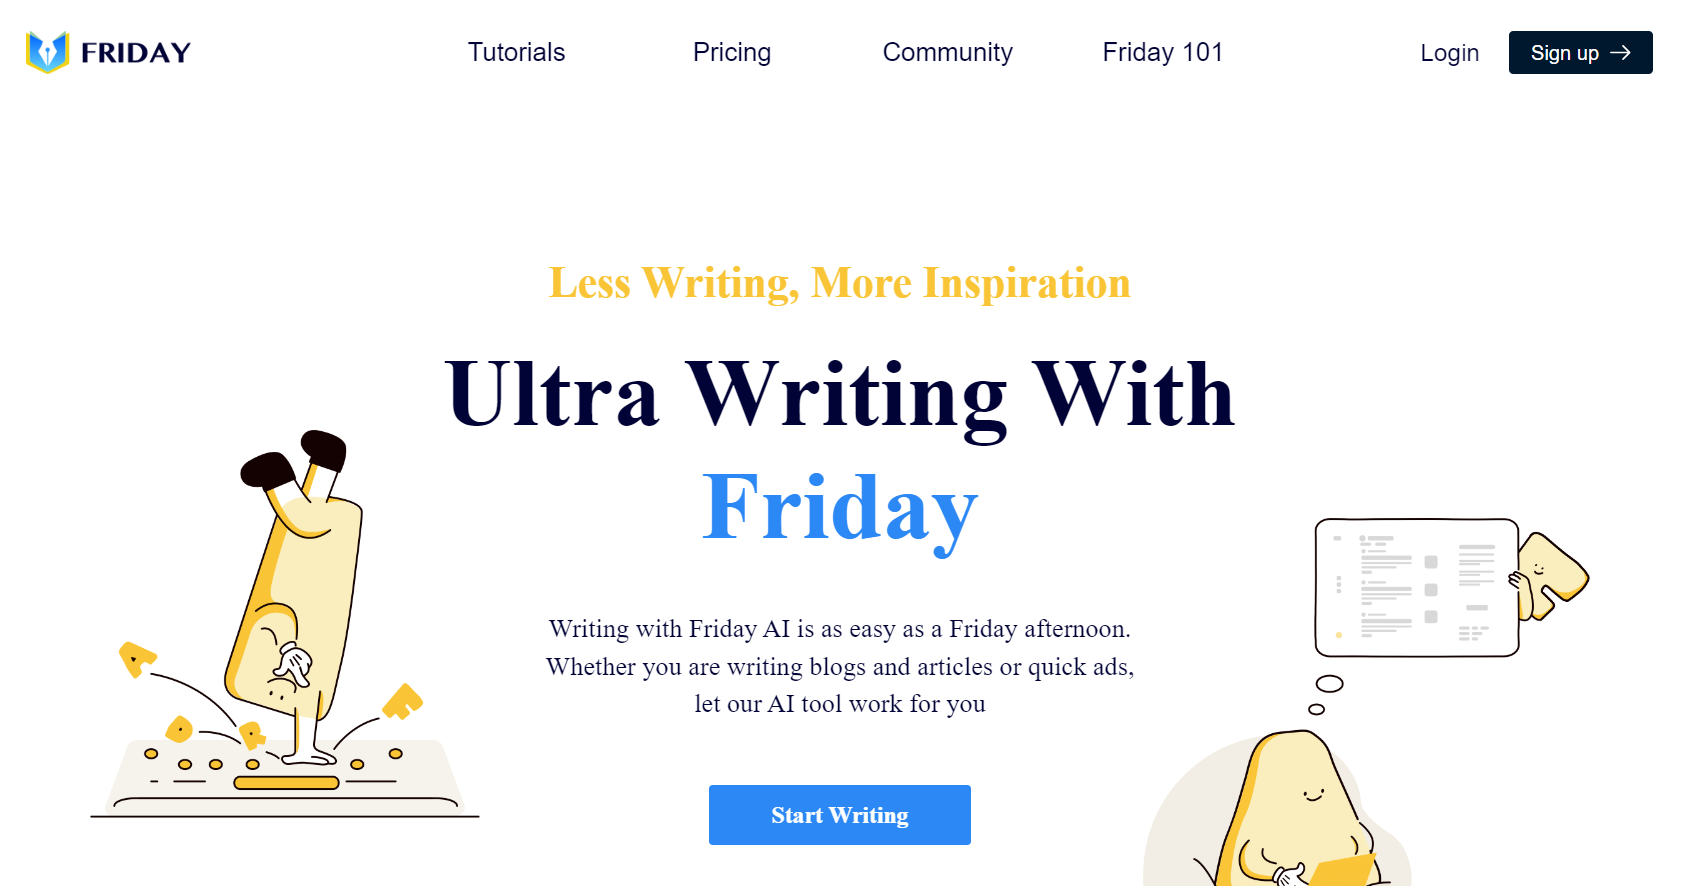 FRIDAY
Tutorials
Pricing
Community
Friday 101
Login
Sign up
Less Writing, More Inspiration
Ultra Writing With
Friday
Writing with Friday AI is as easy as a Friday afternoon.
Whether you are writing blogs and articles or quick ads,
let our AI tool work for you
Start Writing